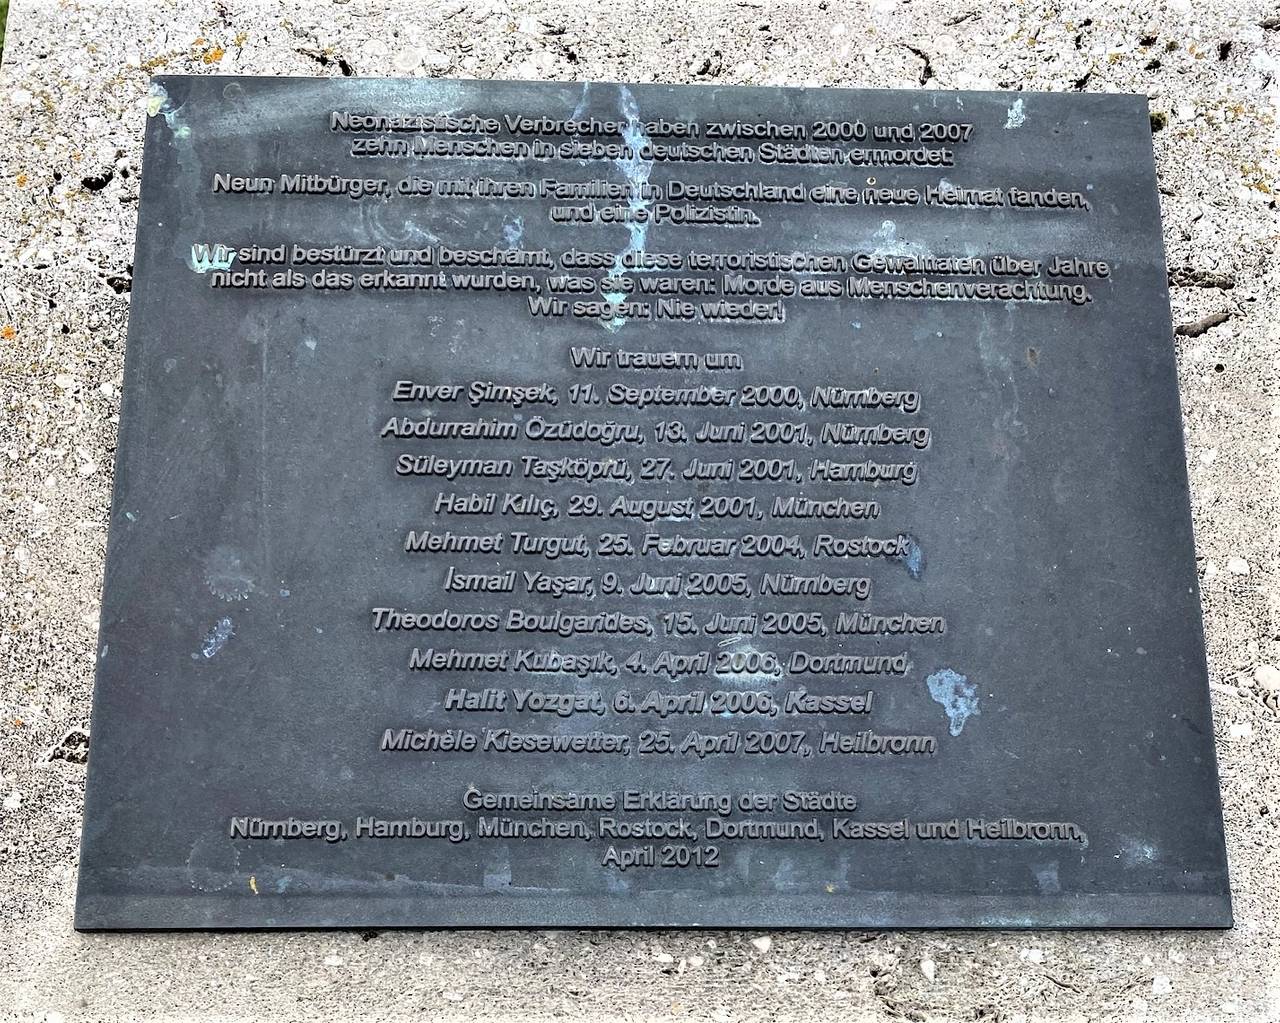 Neonazistische Verbrecher haben zwischen 2000 und 2007
zehn Menschen in sieben deutschen Städten ermordet:
Neun Mitbürger, die mit ihren Familien in Deutschland eine neue Heimat fanden,
und eine Polizistin.
Wir sind bestürzt und beschämt, dass diese terroristischen Gewalttaten über Jahre
nicht als das erkannt wurden, was sie waren: Morde aus Menschenverachtung.
Wir sagen: Nie wieder!
Wir trauern um
Enver Şimşek, 11. September 2000, Nürnberg
Abdurrahim Özüdoğru, 13. Juni 2001, Nürnberg
Süleyman Taşköprü, 27. Juni 2001, Hamburg
Habil Kılıç, 29. August 2001, München
Mehmet Turgut, 25. Februar 2004, Rostock
İsmail Yaşar, 9. Juni 2005, Nürnberg
Theodoros Boulgarides, 15. Juni 2005, München
Mehmet Kubaşık, 4. April 2006, Dortmund
Halit Yozgat, 6. April 2006, Kassel
Michèle Kiesewetter, 25. April 2007, Heilbronn
Gemeinsame Erklärung der Städte
Nürnberg, Hamburg, München, Rostock, Dortmund, Kassel und Heilbronn,
April 2012